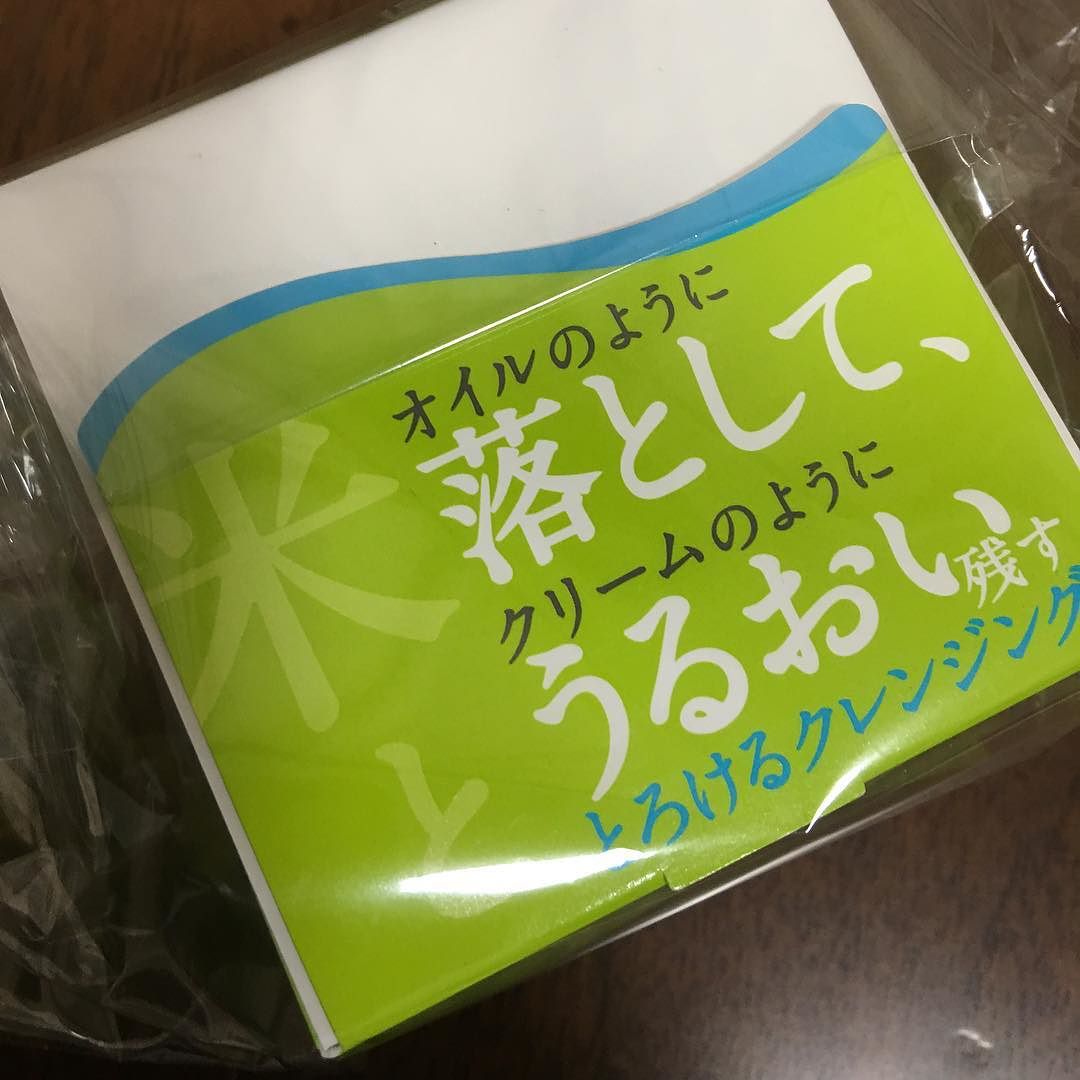 オイルのように
落として、
クリームのように
うるおい残す
とろけるクレンジング
米と